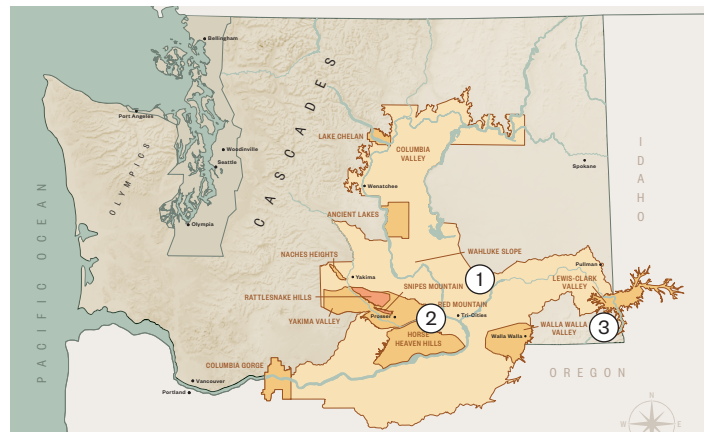 Bellingham
Port Angeles
OLYMPICS
Woodinville
Seattle
Olympia
CASCADES
PACIFIC OCEAN
LAKE CHELAN
COLUMBIA
VALLEY
Wenatchee
Spokane
IDAHO
ANCIENT LAKES
NACHES HEIGHTS
WAHLUKE SLOPE
Yakima
Pullman
1
LEWIS-CLARK
VALLEY
SNIPES MOUNTAIN
RATTLESNAKE HILLS
RED MOUNTAIN
YAKIMA VALLEY
Prosser
2
Tri-Cities
WALLA WALLA
VALLEY
3
HORSE
HEAVEN HILLS
Walla Walla
COLUMBIA GORGE
OREGON
Vancouver
Portland
N
W
E